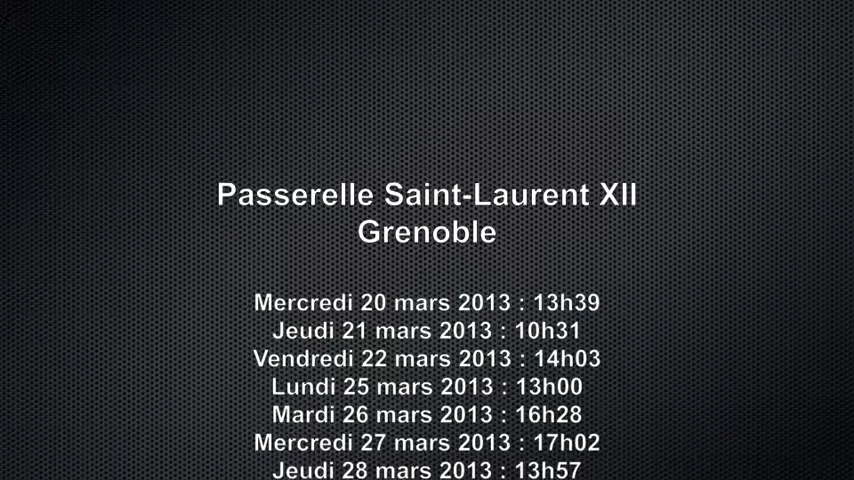 Passerelle Saint-Laurent XII
Grenoble
Mercredi 20 mars 2013 : 13h39
Jeudi 21 mars 2013 : 10h31
Vendredi 22 mars 2013 : 14h03
Lundi 25 mars 2013 : 13h00
Mardi 26 mars 2013 : 16h28
Mercredi 27 mars 2013 : 17h02
Jeudi 28 mars 2013 : 13h57